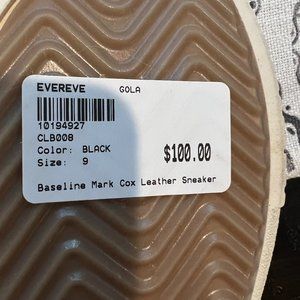 EVEREVE GOLA
10194927
CLB008
Color: BLACK
$100.00
Size: 9
Baseline Mark Cox Leather Sneaker